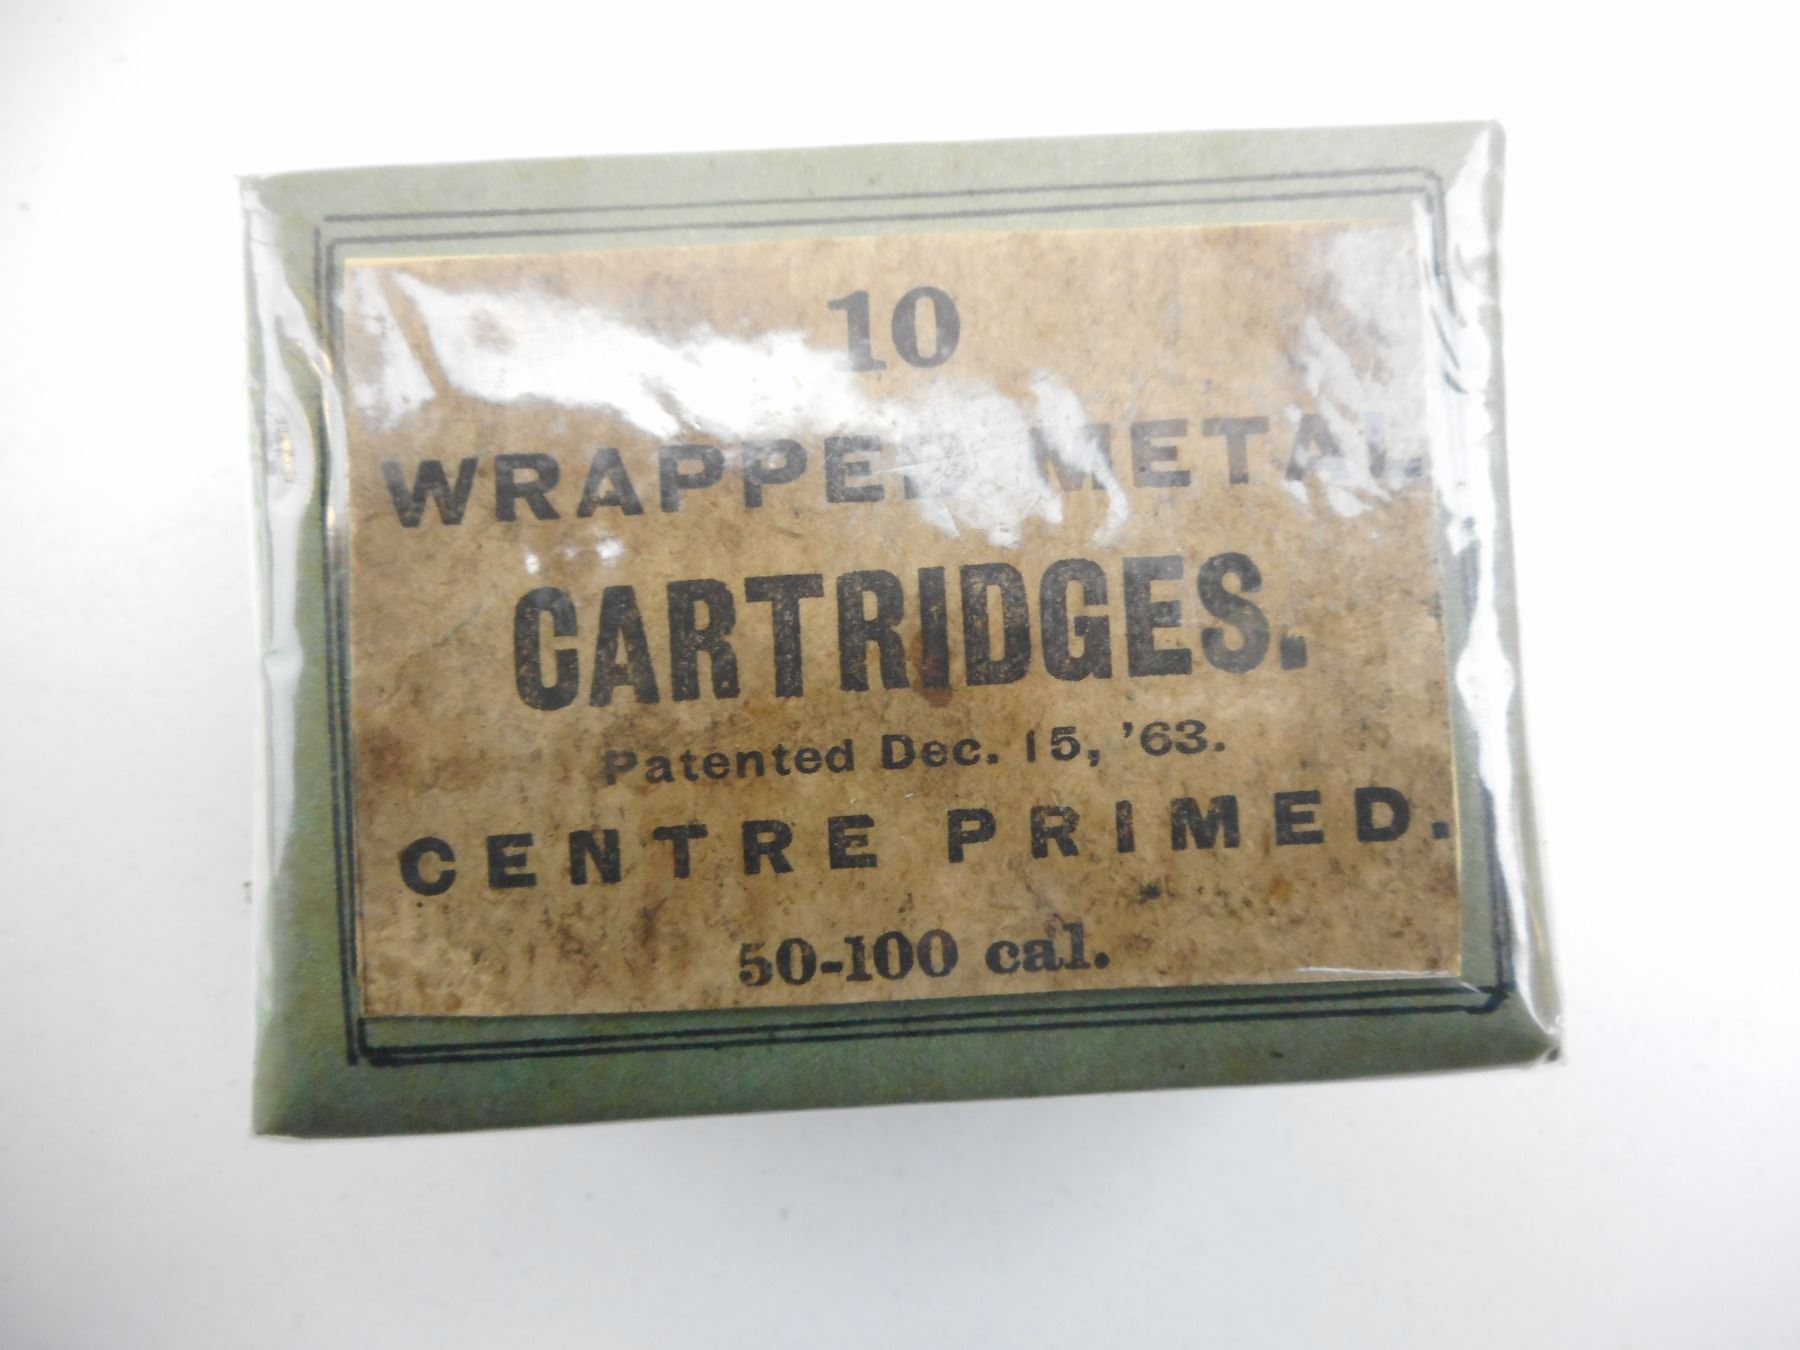 10
WRAPPED METAL
CARTRIDGES.
Patented Dec. 15, '63.
CENTRE PRIMED.
50-100 cal.